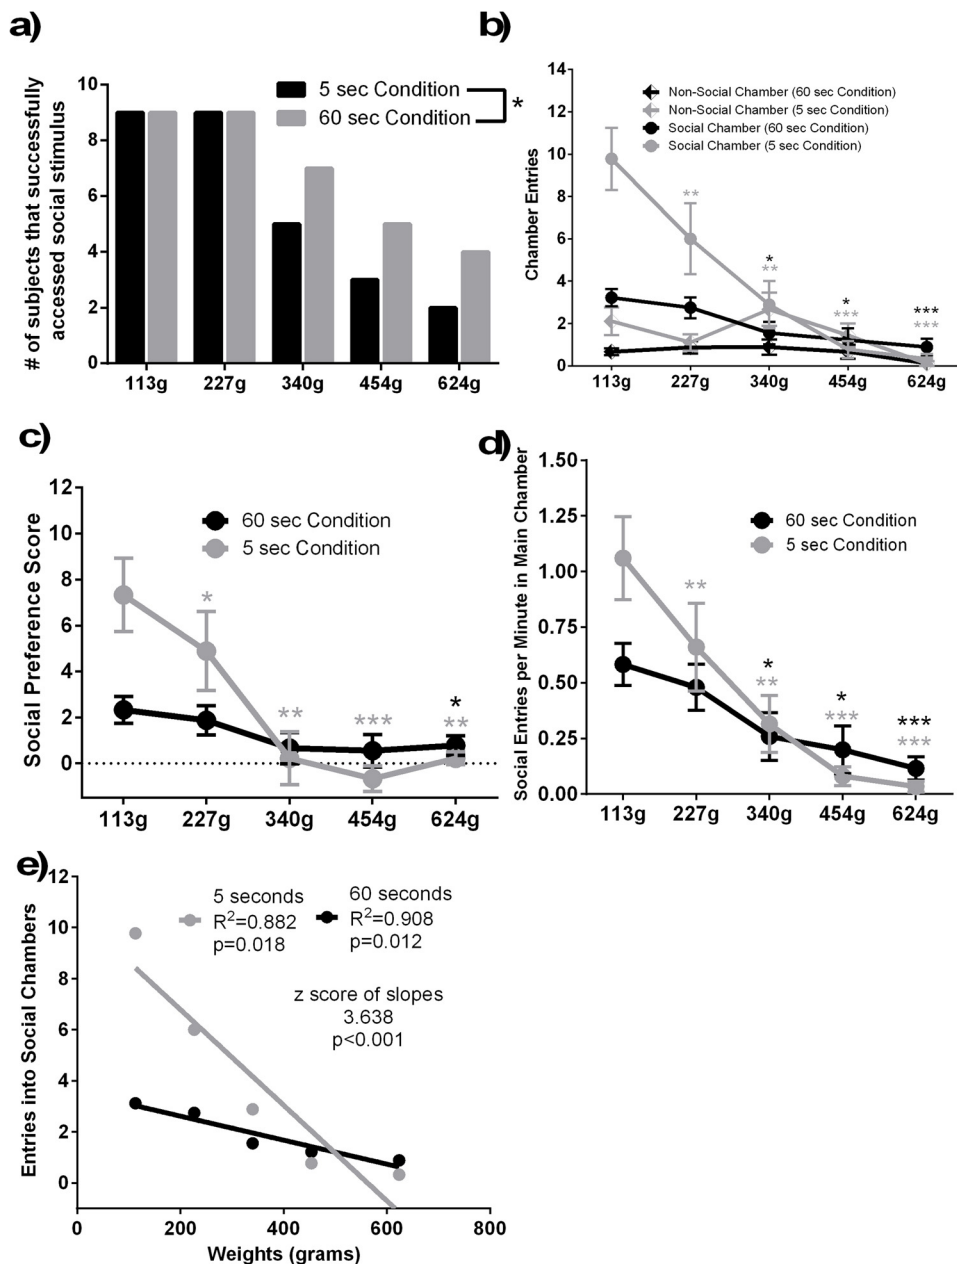 a)
# of subjects that successfully
accessed social stimulus
10
8
6
4
2
0
5 sec Condition
60 sec Condition
*
113g 227g 340g 454g 624g
b)
Chamber Entries
14
12
10
8
6
4
2
0
Non-Social Chamber (60 sec Condition)
Non-Social Chamber (5 sec Condition)
Social Chamber (60 sec Condition)
Social Chamber (5 sec Condition)
**
*
**
*
***
***
***
113g 227g 340g 454g 624g
c)
Social Preference Score
12
10
8
6
4
2
0
60 sec Condition
5 sec Condition
*
**
***
*
**
113g 227g 340g 454g 624g
d)
Social Entries per Minute in Main Chamber
1.50
1.25
1.00
0.75
0.50
0.25
0.00
60 sec Condition
5 sec Condition
**
*
**
*
***
***
***
113g 227g 340g 454g 624g
e)
Entries into Social Chambers
12
10
8
6
4
2
0
5 seconds
R²=0.882
p=0.018
60 seconds
R²=0.908
p=0.012
z score of slopes
3.638
p<0.001
0 200 400 600 800
Weights (grams)